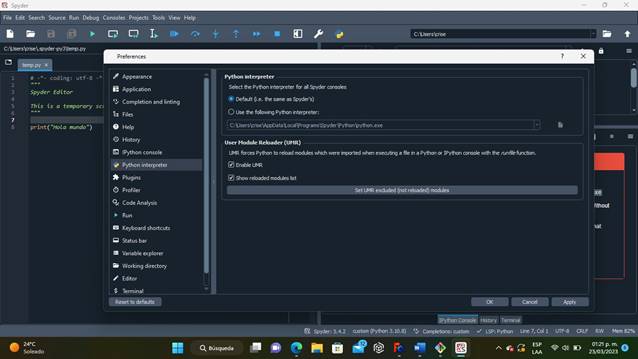 Spyder
File Edit Search Source Run Debug Consoles Projects Tools View Help
C:\Users\crise
C:\Users\crise\.spyder-py3\temp.py
temp.py
1 # -*- coding: utf-8 -*-
2 """
3 Spyder Editor
4
5 This is a temporary sc
6 """
7
8 print("Hola mundo")
Preferences
Appearance
Application
Completion and linting
Files
Help
History
IPython console
Python interpreter
Plugins
Profiler
Code Analysis
Run
Keyboard shortcuts
Status bar
Variable explorer
Working directory
Editor
Terminal
Python interpreter
Select the Python interpreter for all Spyder consoles
Default (i.e. the same as Spyder's)
Use the following Python interpreter:
C:\Users\crise\AppData\Local\Programs\Spyder\Python\python.exe
User Module Reloader (UMR)
UMR forces Python to reload modules which were imported when executing a file in a Python or IPython console with the runfile function.
Enable UMR
Show reloaded modules list
Set UMR excluded (not reloaded) modules
Reset to defaults
OK Cancel Apply
IPython Console History Terminal
Spyder: 5.4.2 custom (Python 3.10.8) Completions: custom LSP: Python Line 7, Col 1 UTF-8 CRLF RW Mem 82%
24°C
Soleado
Búsqueda
ESP
LAA
01:21 p. m.
23/03/2023